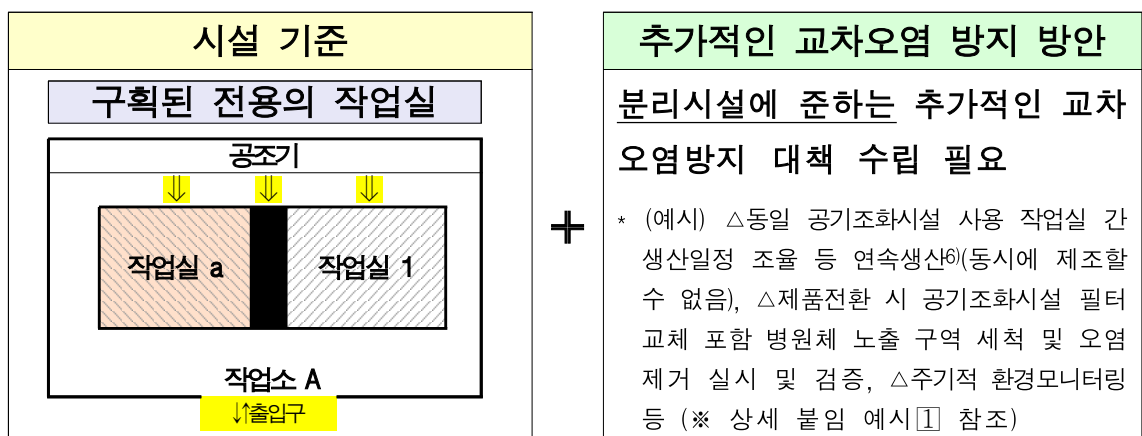 시설 기준
구획된 전용의 작업실
공조기
⇓ ⇓ ⇓
작업실 a 작업실 1
작업소 A
↓↑출입구
+
추가적인 교차오염 방지 방안
분리시설에 준하는 추가적인 교차
오염방지 대책 수립 필요
* (예시) △동일 공기조화시설 사용 작업실 간
생산일정 조율 등 연속생산6)(동시에 제조할
수 없음), △제품전환 시 공기조화시설 필터
교체 포함 병원체 노출 구역 세척 및 오염
제거 실시 및 검증, △주기적 환경모니터링
등 (※ 상세 붙임 예시1 참조)